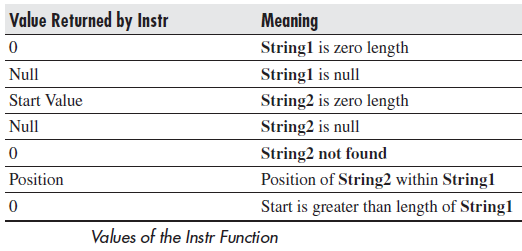 Value Returned by Instr Meaning
0 String1 is zero length
Null String1 is null
Start Value String2 is zero length
Null String2 is null
0 String2 not found
Position Position of String2 within String1
0 Start is greater than length of String1
Values of the Instr Function